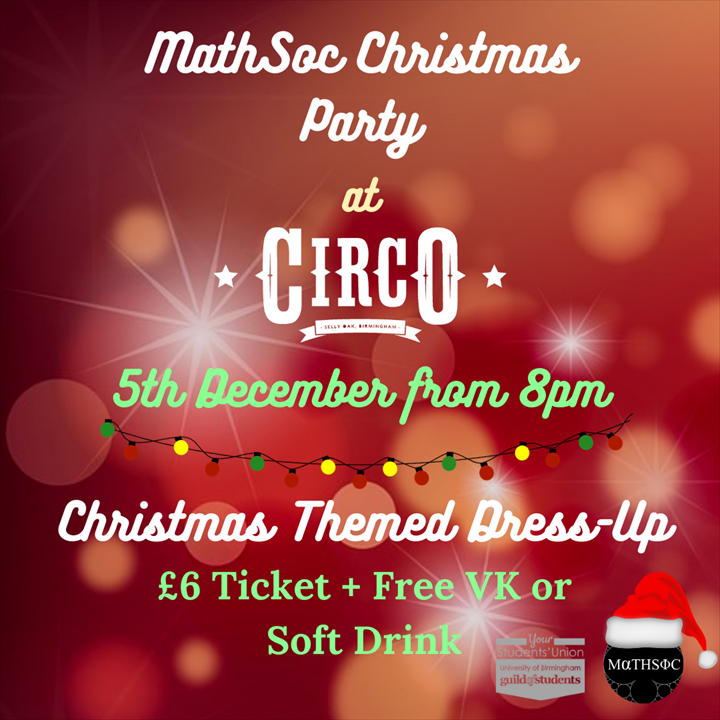 MathSoc Christmas
Party
at
CIRCO
- SELLY OAK, BIRMINGHAM -
5th December from 8pm
Christmas Themed Dress-Up
£6 Ticket + Free VK or
Soft Drink
Your
Students' Union
University of Birmingham
guild of students
MαTHSΦC